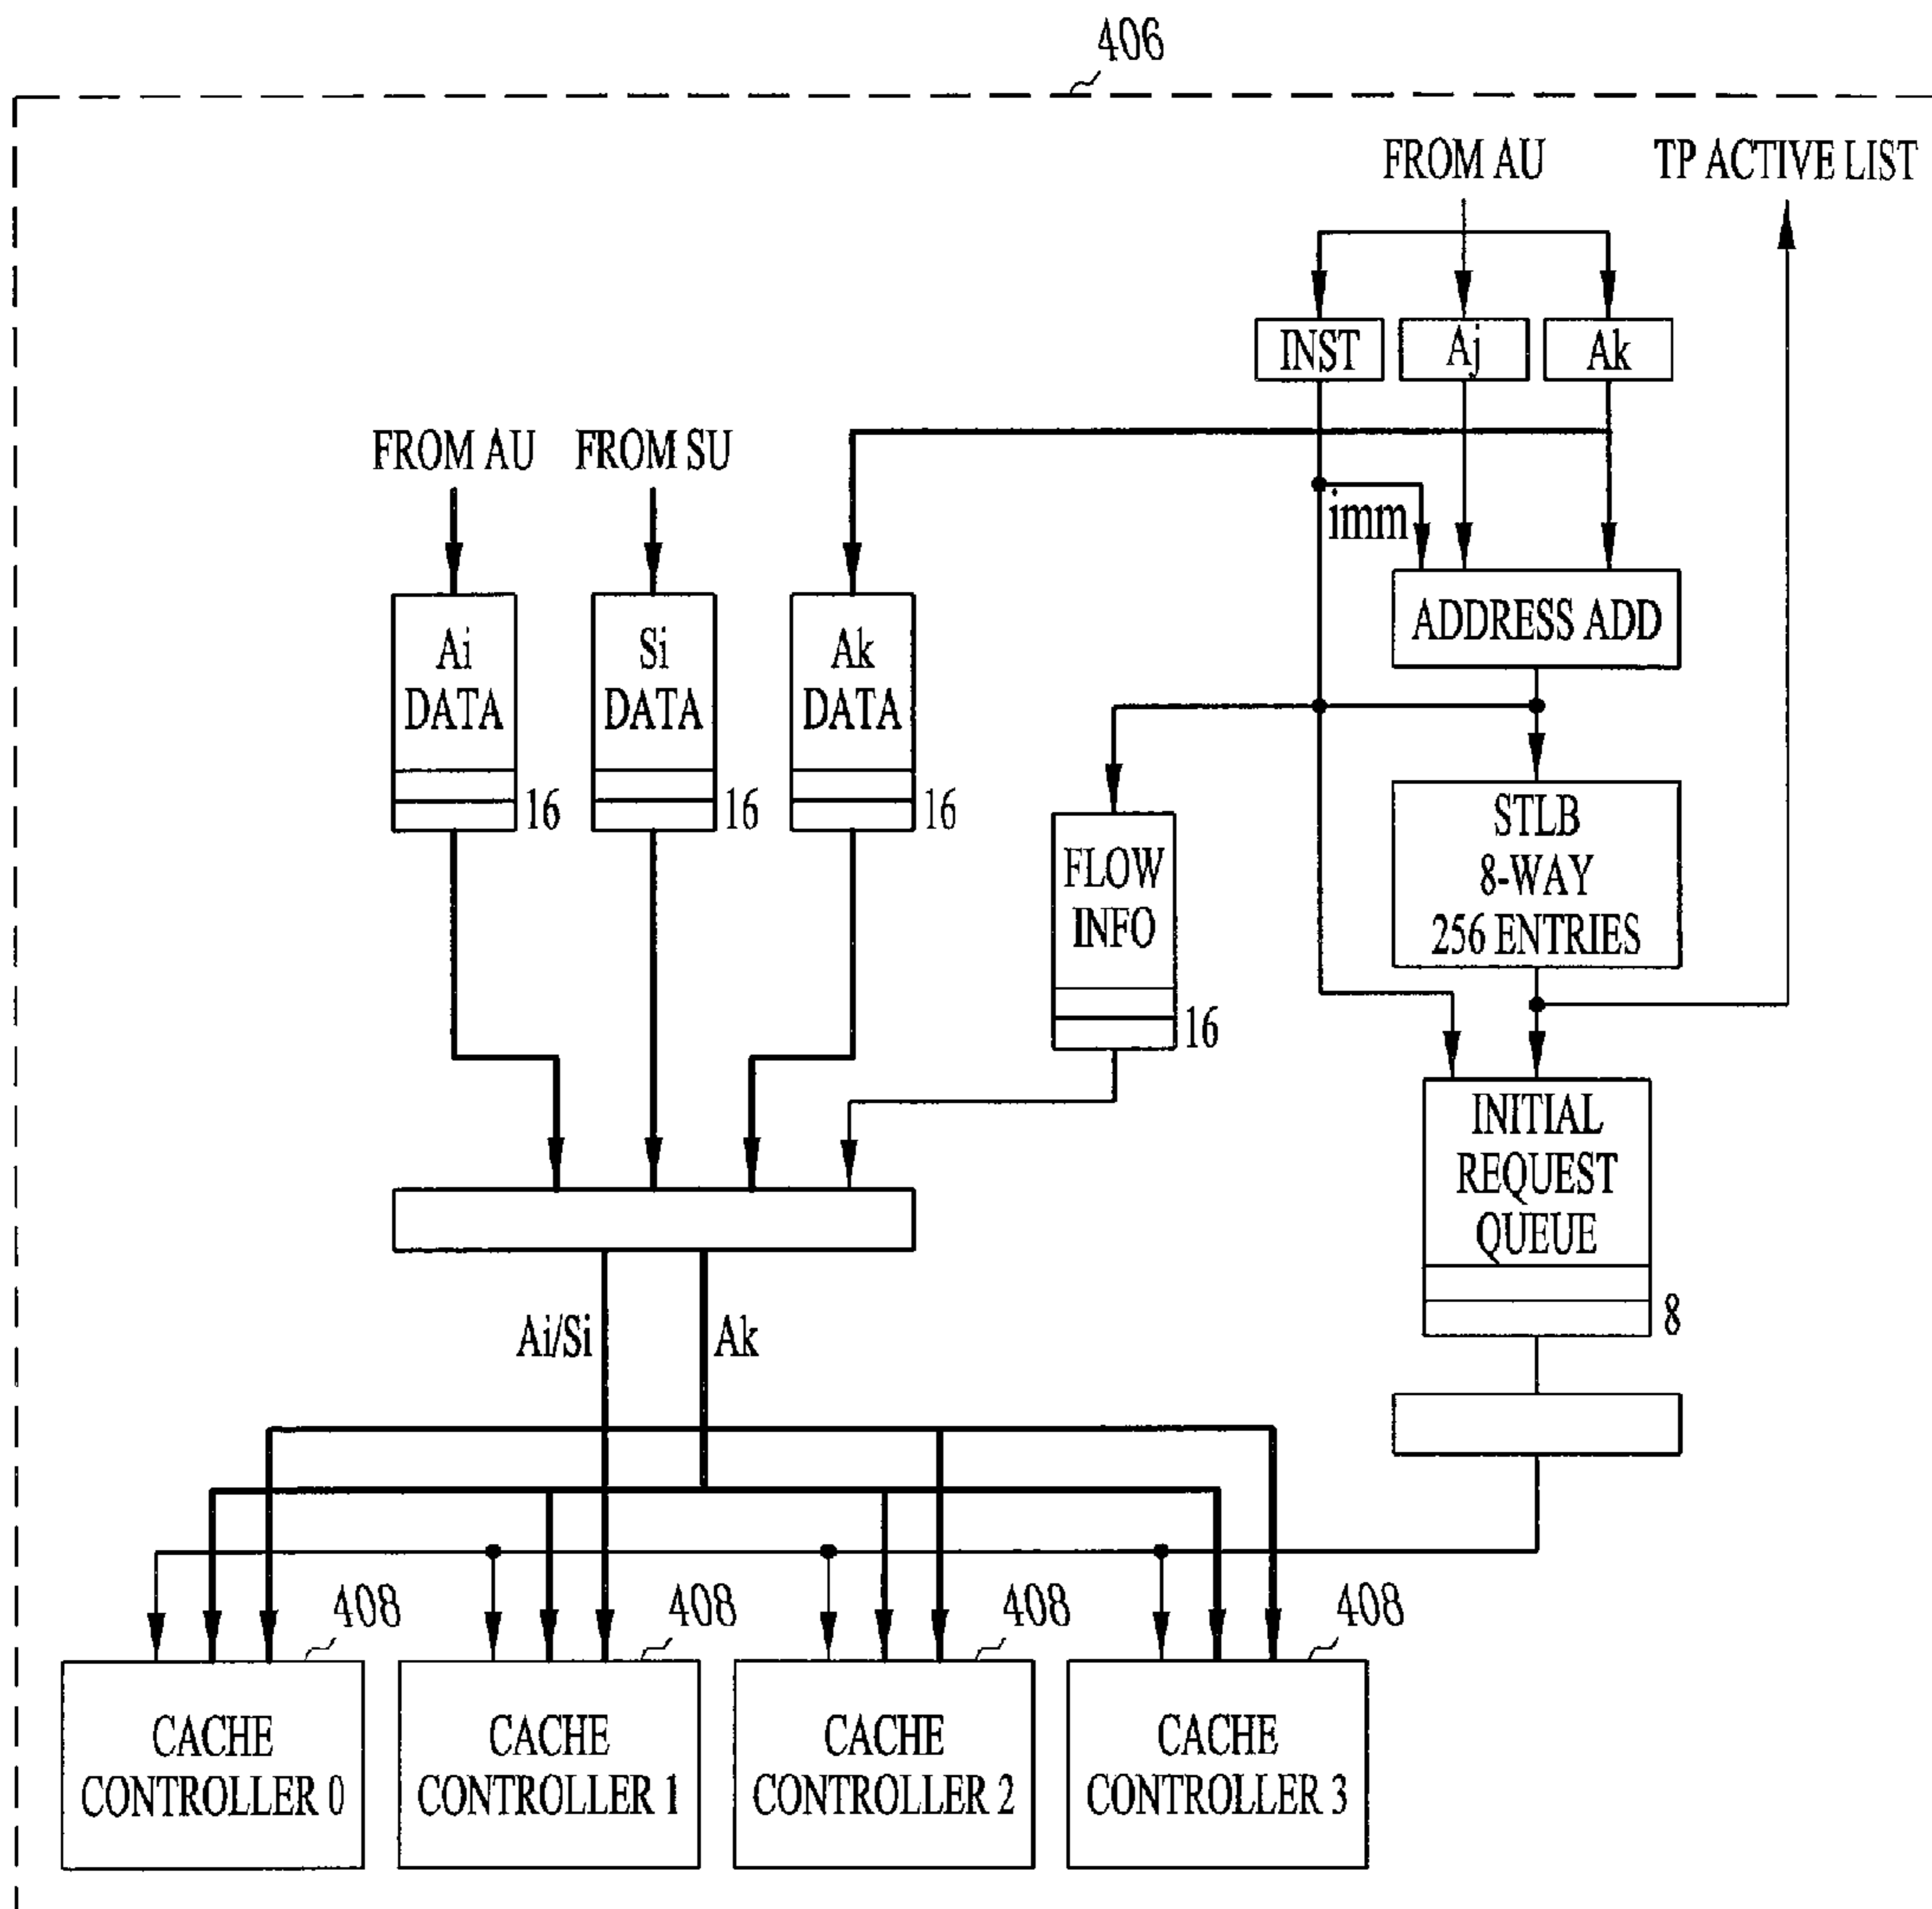 406
FROM AU
TP ACTIVE LIST
INST
Aj
Ak
FROM AU
FROM SU
imm
ADDRESS ADD
Ai
DATA
16
Si
DATA
16
Ak
DATA
16
FLOW
INFO
16
STLB
8-WAY
256 ENTRIES
INITIAL
REQUEST
QUEUE
8
Ai/Si
Ak
408
408
408
408
CACHE
CONTROLLER 0
CACHE
CONTROLLER 1
CACHE
CONTROLLER 2
CACHE
CONTROLLER 3